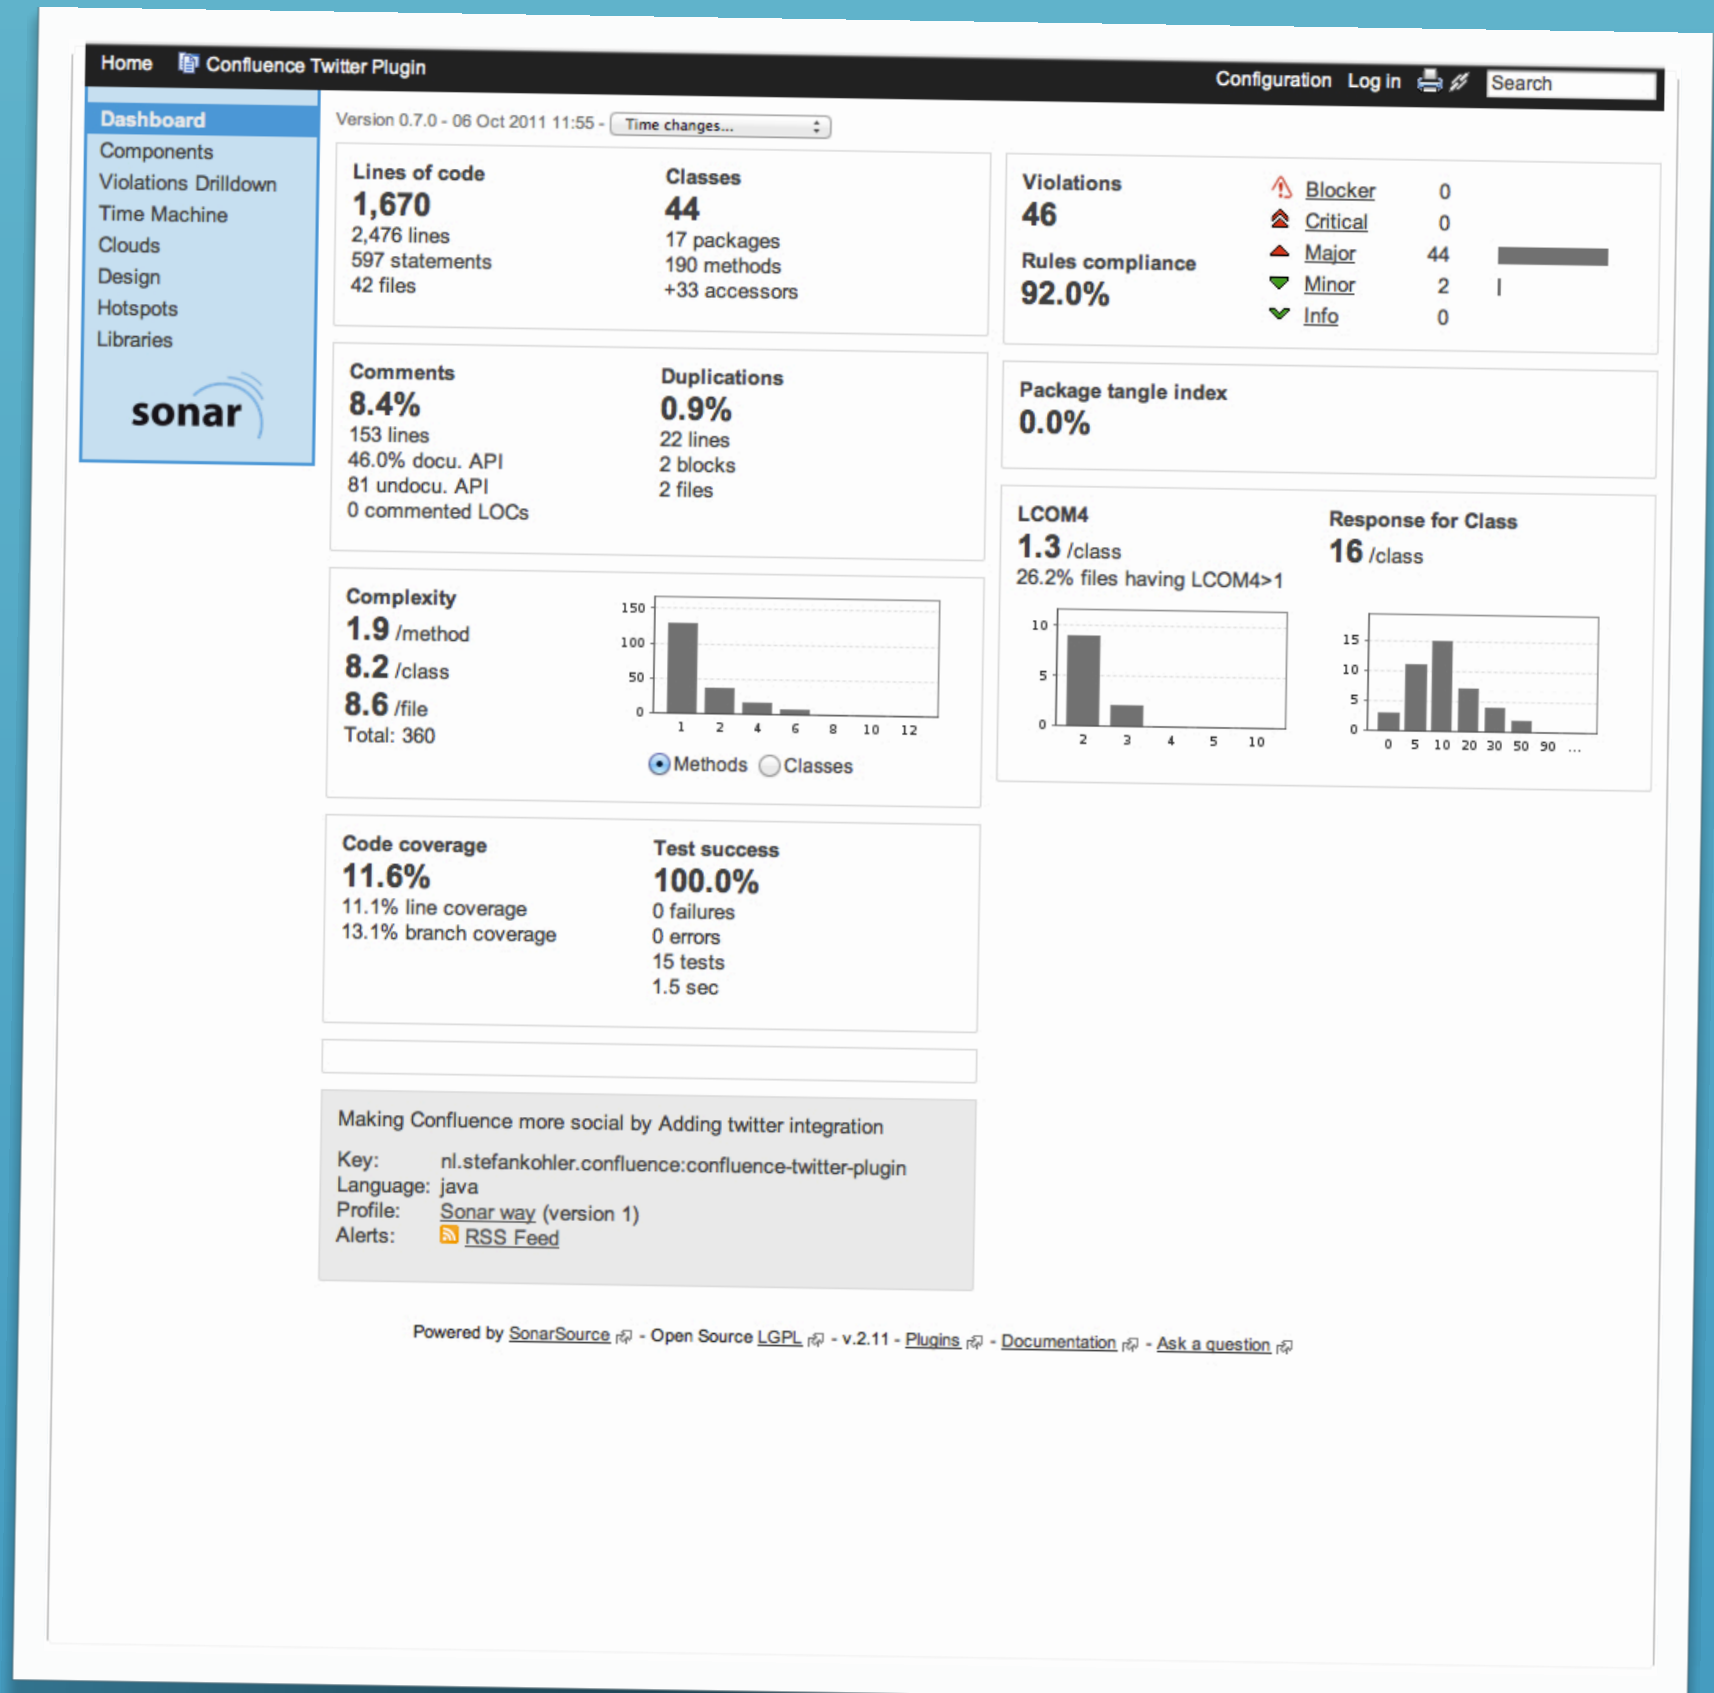 Home Confluence Twitter Plugin Configuration Log in Search
Dashboard
Components
Violations Drilldown
Time Machine
Clouds
Design
Hotspots
Libraries
sonar
Version 0.7.0 - 06 Oct 2011 11:55 - Time changes...
Lines of code
1,670
2,476 lines
597 statements
42 files
Classes
44
17 packages
190 methods
+33 accessors
Comments
8.4%
153 lines
46.0% docu. API
81 undocu. API
0 commented LOCs
Duplications
0.9%
22 lines
2 blocks
2 files
Complexity
1.9 /method
8.2 /class
8.6 /file
Total: 360
150
100
50
0
1 2 4 6 8 10 12
Methods Classes
Code coverage
11.6%
11.1% line coverage
13.1% branch coverage
Test success
100.0%
0 failures
0 errors
15 tests
1.5 sec
Making Confluence more social by Adding twitter integration
Key: nl.stefankohler.confluence:confluence-twitter-plugin
Language: java
Profile: Sonar way (version 1)
Alerts: RSS Feed
Violations
46
Rules compliance
92.0%
Blocker 0
Critical 0
Major 44
Minor 2
Info 0
Package tangle index
0.0%
LCOM4
1.3 /class
26.2% files having LCOM4>1
10
5
0
2 3 4 5 10
Response for Class
16 /class
15
10
5
0
0 5 10 20 30 50 90 ...
Powered by SonarSource - Open Source LGPL - v.2.11 - Plugins - Documentation - Ask a question